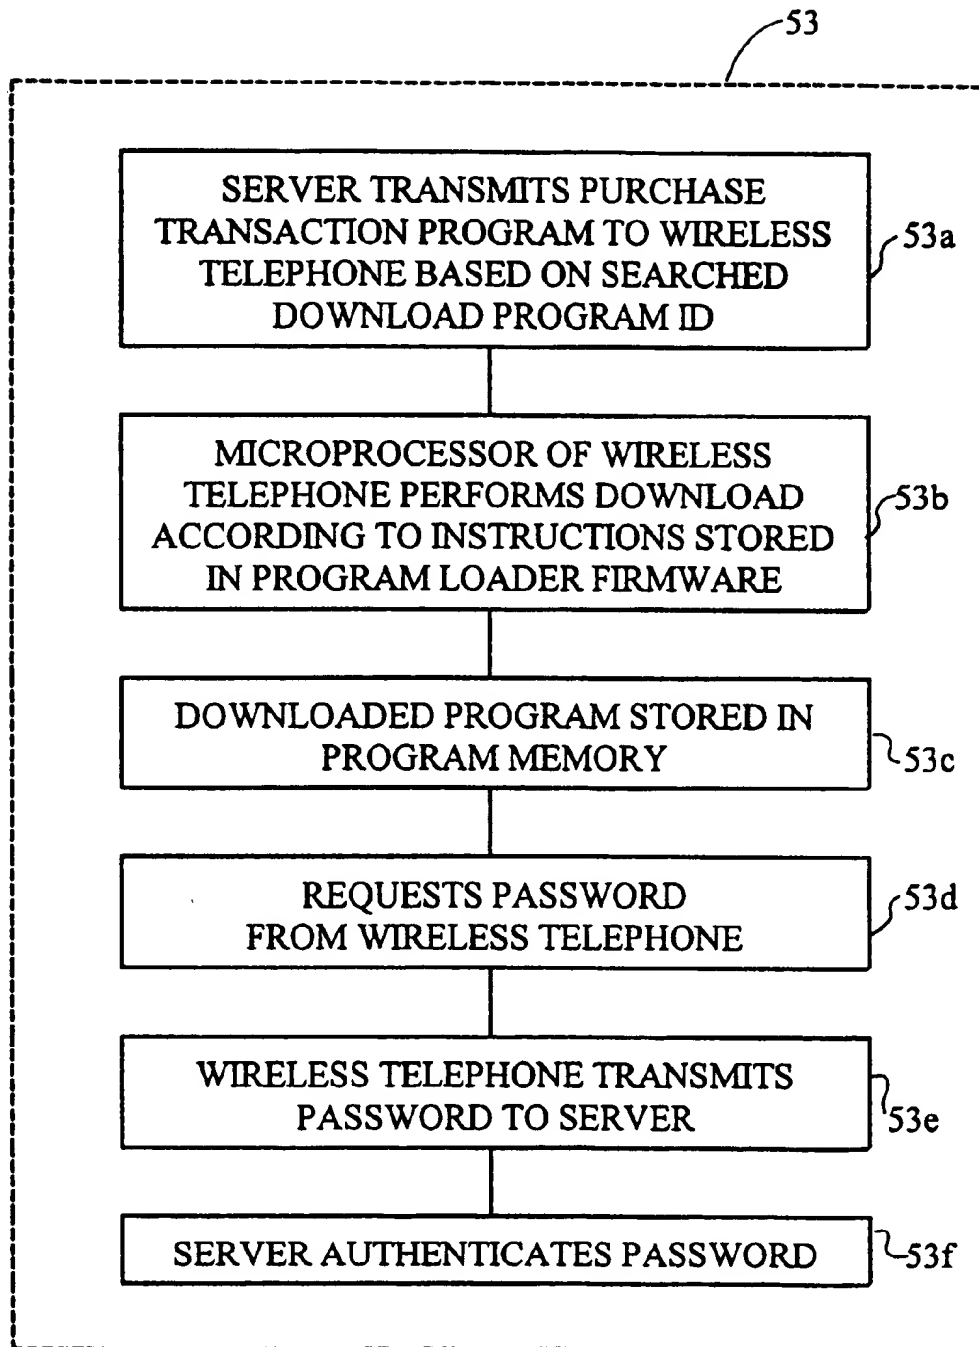 53
SERVER TRANSMITS PURCHASE
TRANSACTION PROGRAM TO WIRELESS
TELEPHONE BASED ON SEARCHED
DOWNLOAD PROGRAM ID
53a
MICROPROCESSOR OF WIRELESS
TELEPHONE PERFORMS DOWNLOAD
ACCORDING TO INSTRUCTIONS STORED
IN PROGRAM LOADER FIRMWARE
53b
DOWNLOADED PROGRAM STORED IN
PROGRAM MEMORY
53c
REQUESTS PASSWORD
FROM WIRELESS TELEPHONE
53d
WIRELESS TELEPHONE TRANSMITS
PASSWORD TO SERVER
53e
SERVER AUTHENTICATES PASSWORD
53f